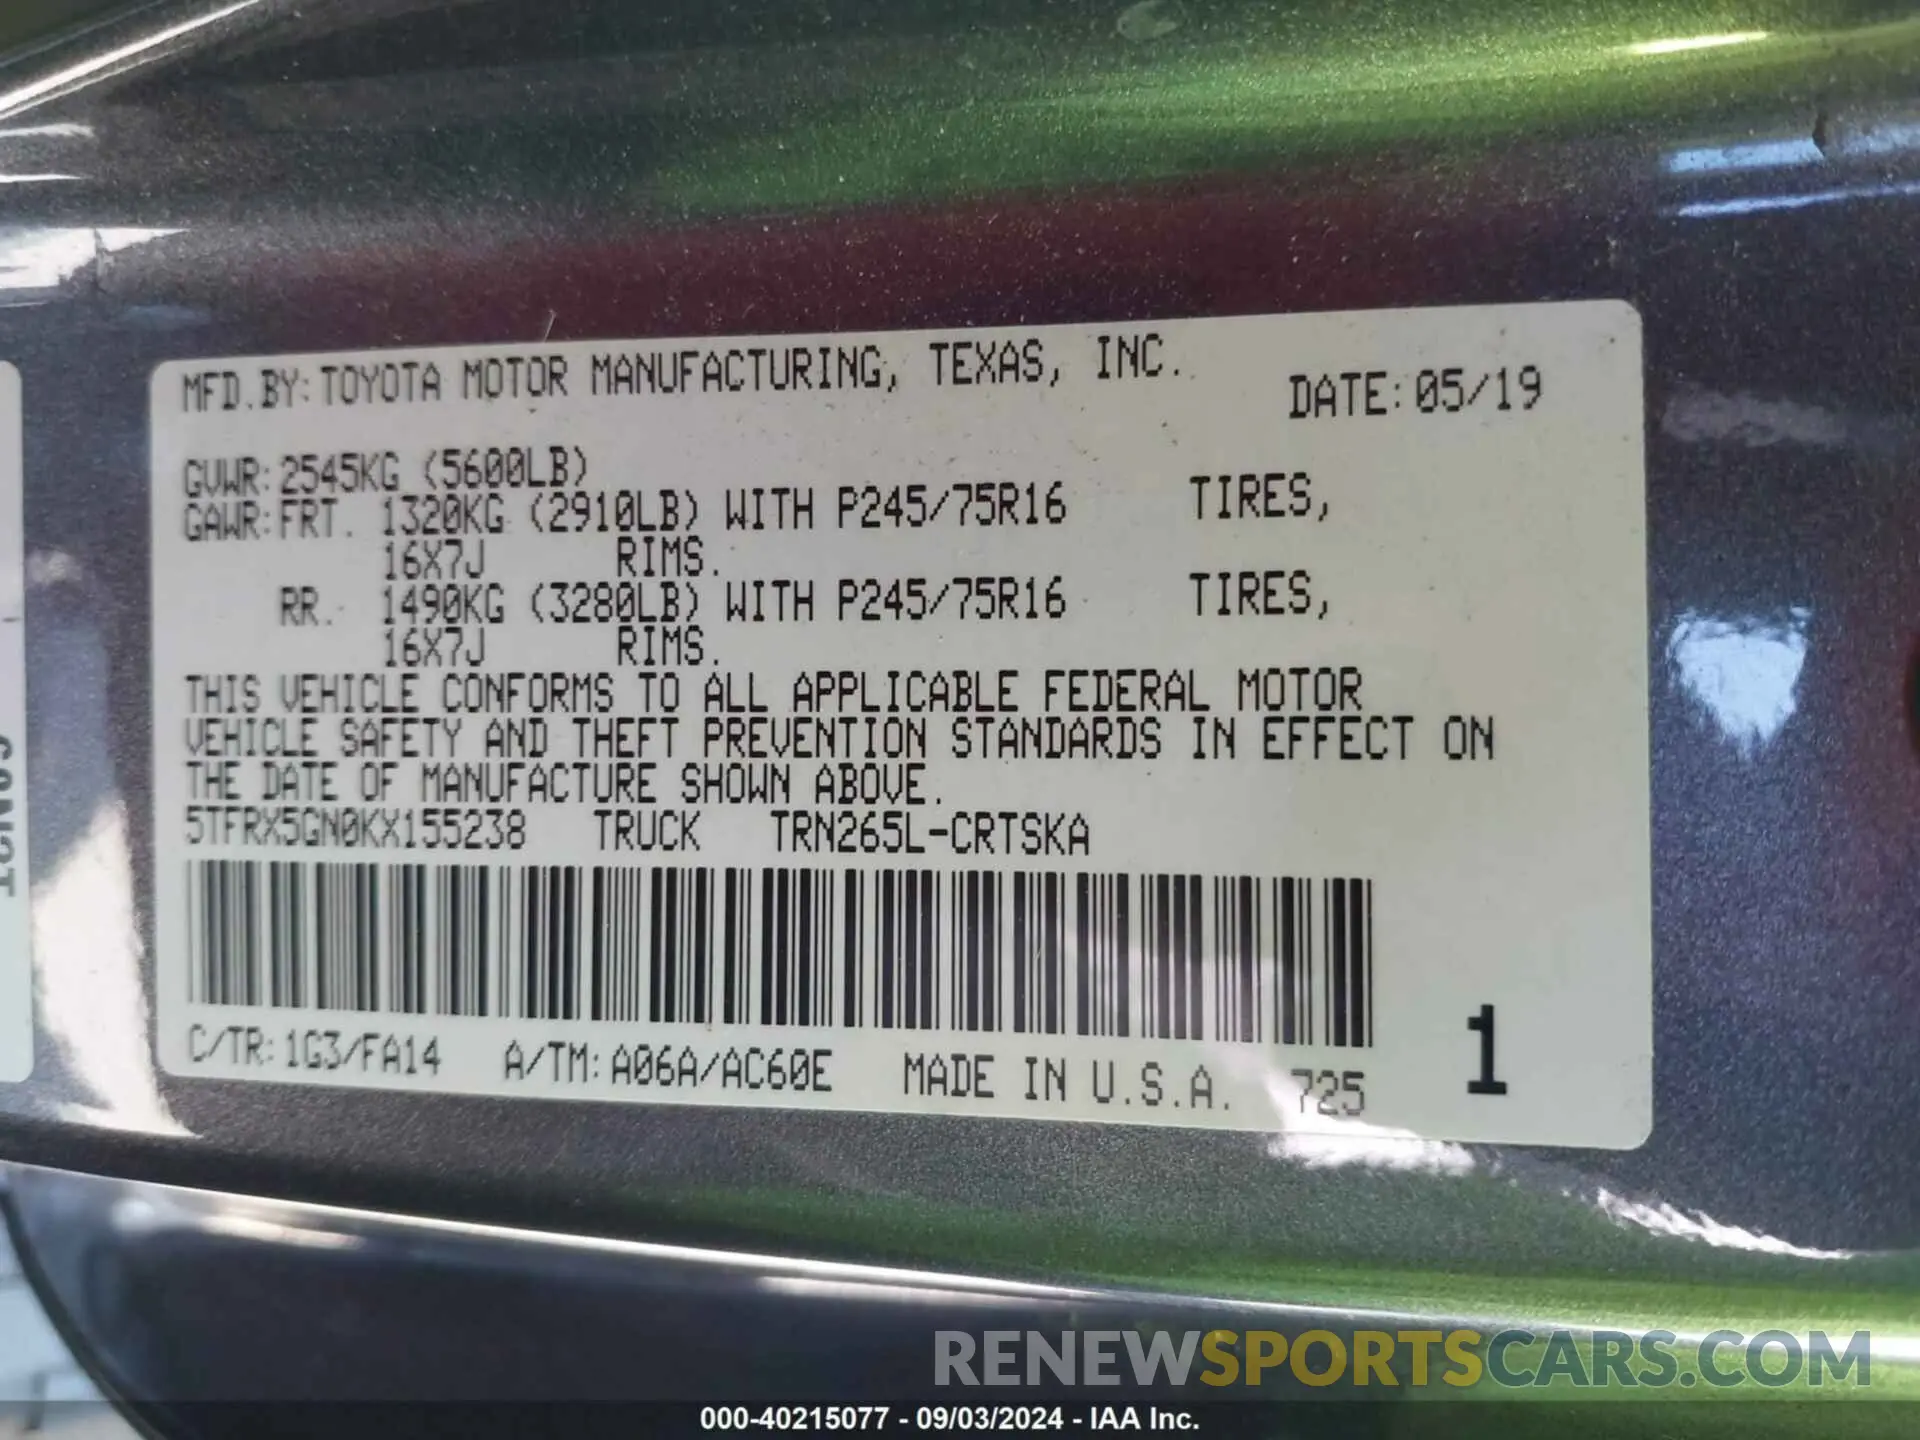 MFD.BY:TOYOTA MOTOR MANUFACTURING, TEXAS, INC.
DATE:05/19
GVWR:2545KG (5600LB)
GAWR:FRT. 1320KG (2910LB) WITH P245/75R16 TIRES,
16X7J RIMS.
RR. 1490KG (3280LB) WITH P245/75R16 TIRES,
16X7J RIMS.
THIS VEHICLE CONFORMS TO ALL APPLICABLE FEDERAL MOTOR
VEHICLE SAFETY AND THEFT PREVENTION STANDARDS IN EFFECT ON
THE DATE OF MANUFACTURE SHOWN ABOVE.
5TFRX5GN0KX155238 TRUCK TRN265L-CRTSKA
C/TR:1G3/FA14 A/TM:A06A/AC60E MADE IN U.S.A. 725
1
RENEWSPORTSCARS.COM
000-40215077 - 09/03/2024 - IAA Inc.